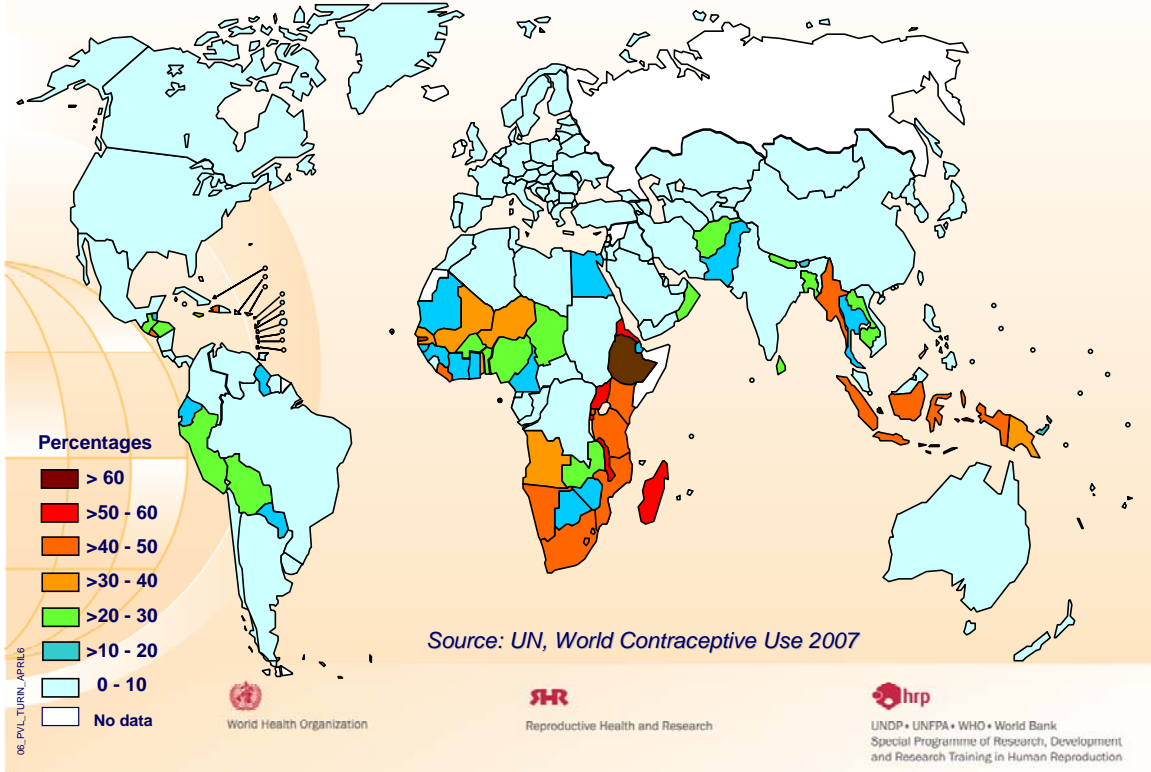 Percentages
> 60
>50 - 60
>40 - 50
>30 - 40
>20 - 30
>10 - 20
0 - 10
No data
Source: UN, World Contraceptive Use 2007
06_PVL_TURIN_APRIL6
World Health Organization
SHR
Reproductive Health and Research
hrp
UNDP • UNFPA • WHO • World Bank
Special Programme of Research, Development
and Research Training in Human Reproduction